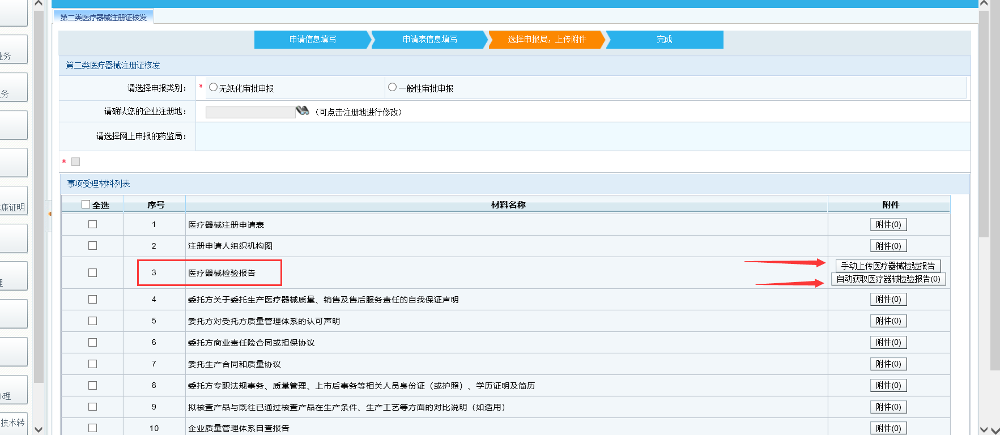 第二类医疗器械注册证核发
申请信息填写
申请表信息填写
选择申报局，上传附件
完成
第二类医疗器械注册证核发
请选择申报类别：
* 无纸化审批申报
一般性审批申报
请确认您的企业注册地：
（可点击注册地进行修改）
请选择网上申报的药监局：
*
事项受理材料列表
全选 序号 材料名称 附件
1 医疗器械注册申请表 附件(0)
2 注册申请人组织机构图 附件(0)
3 医疗器械检验报告 手动上传医疗器械检验报告
自动获取医疗器械检验报告(0)
4 委托方关于委托生产医疗器械质量、销售及售后服务责任的自我保证声明 附件(0)
5 委托方对受托方质量管理体系的认可声明 附件(0)
6 委托方商业责任险合同或担保协议 附件(0)
7 委托生产合同和质量协议 附件(0)
8 委托方专职法规事务、质量管理、上市后事务等相关人员身份证（或护照）、学历证明及简历 附件(0)
9 拟核查产品与既往已通过核查产品在生产条件、生产工艺等方面的对比说明（如适用） 附件(0)
10 企业质量管理体系自查报告 附件(0)
务
务
康证明
理
理
技术转